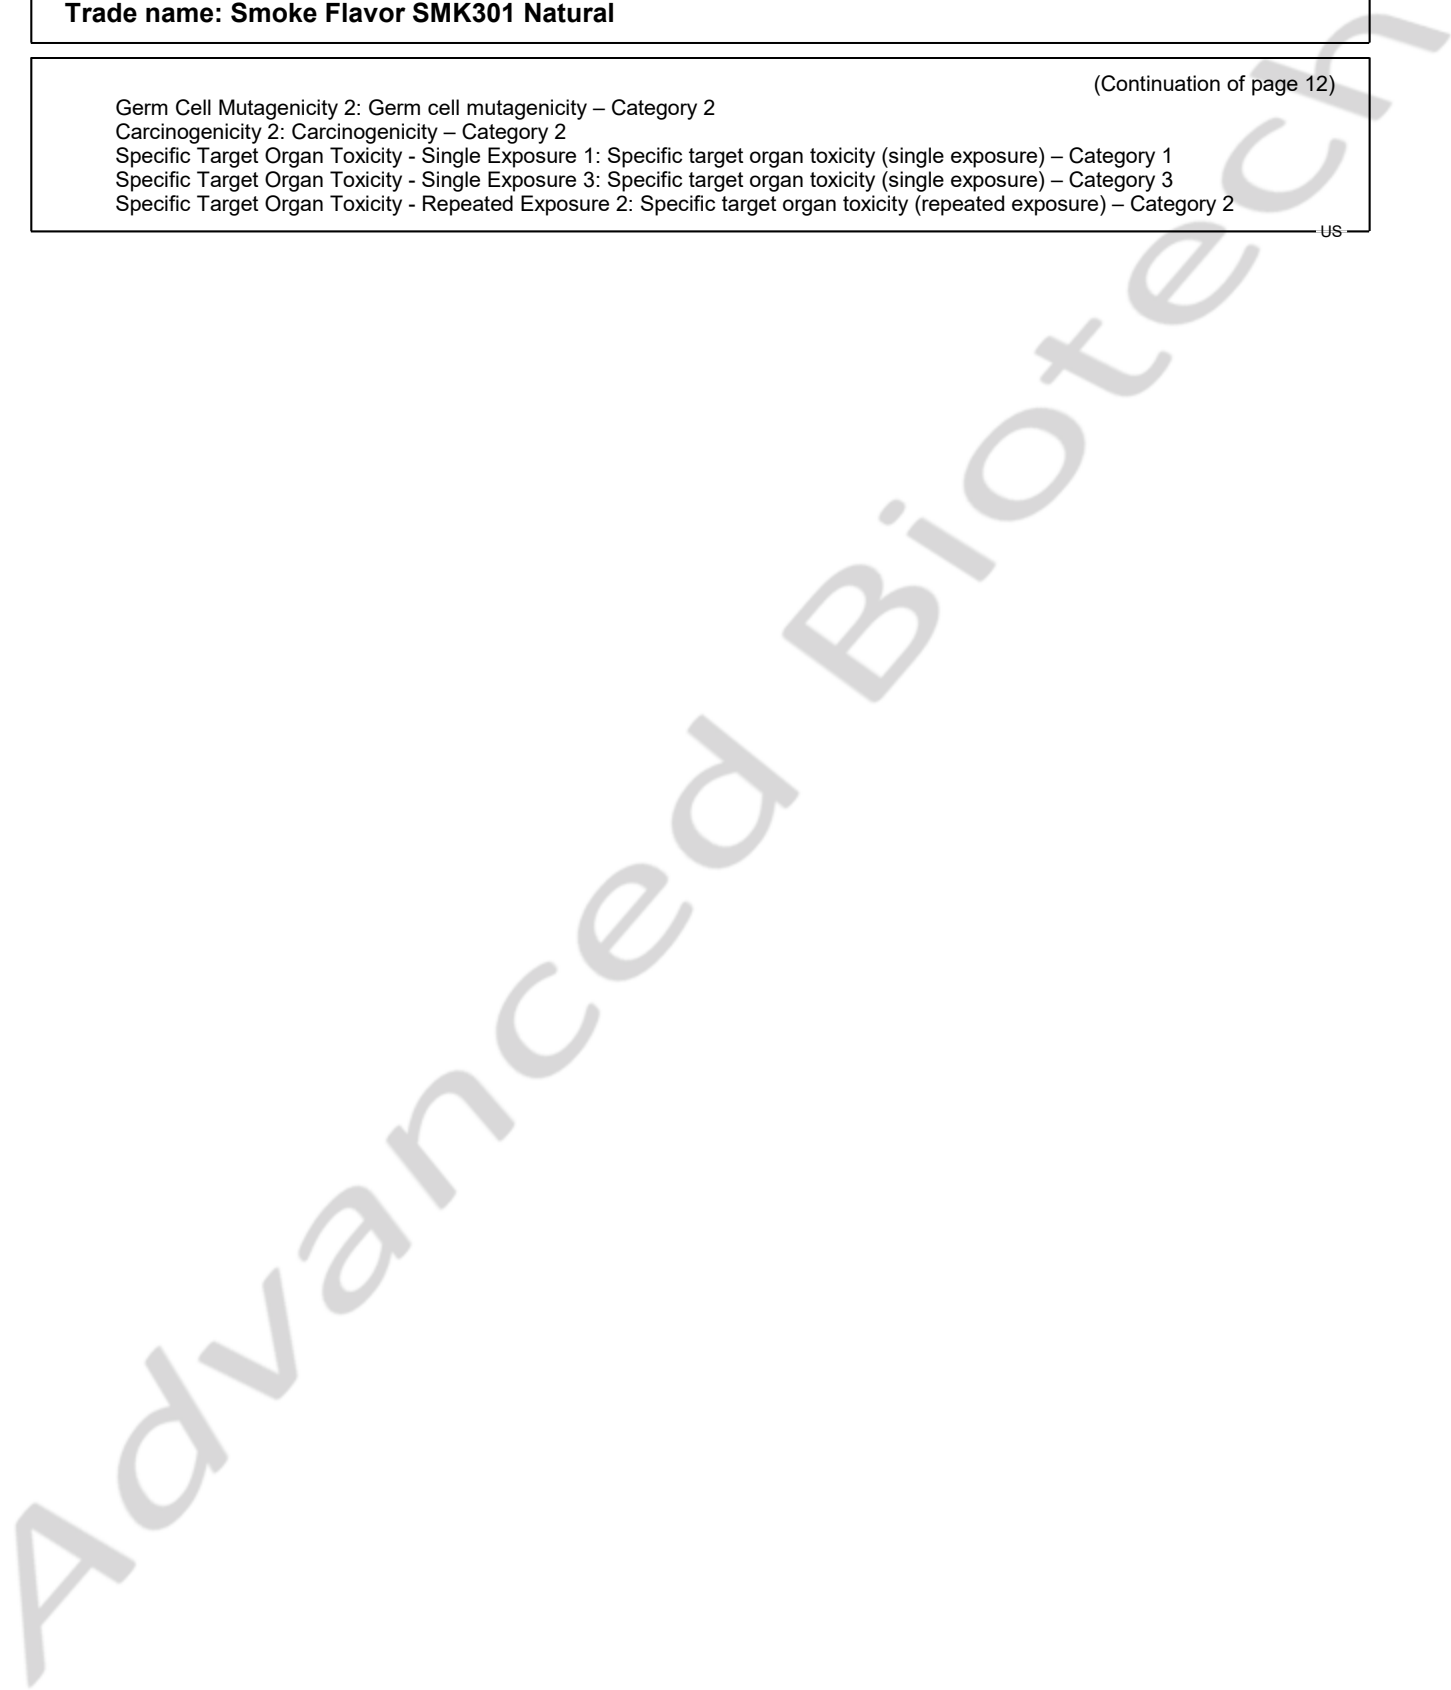 Trade name: Smoke Flavor SMK301 Natural
(Continuation of page 12)
Germ Cell Mutagenicity 2: Germ cell mutagenicity – Category 2
Carcinogenicity 2: Carcinogenicity – Category 2
Specific Target Organ Toxicity - Single Exposure 1: Specific target organ toxicity (single exposure) – Category 1
Specific Target Organ Toxicity - Single Exposure 3: Specific target organ toxicity (single exposure) – Category 3
Specific Target Organ Toxicity - Repeated Exposure 2: Specific target organ toxicity (repeated exposure) – Category 2
US
Advanced Biotech